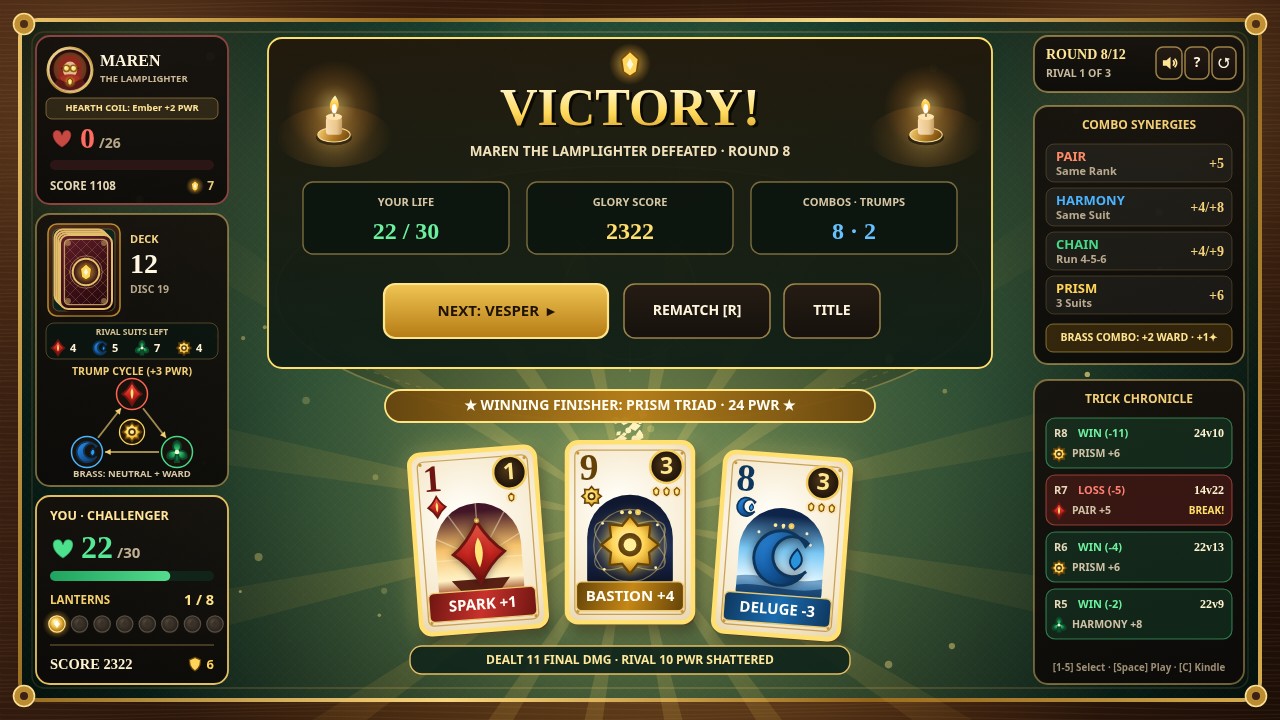 MAREN
THE LAMPLIGHTER
HEARTH COIL: Ember +2 PWR
0 /26
SCORE 1108
7
DECK
12
DISC 19
RIVAL SUITS LEFT
4 5 7 4
TRUMP CYCLE (+3 PWR)
BRASS: NEUTRAL + WARD
YOU · CHALLENGER
22 /30
LANTERNS 1 / 8
SCORE 2322
6
VICTORY!
MAREN THE LAMPLIGHTER DEFEATED · ROUND 8
YOUR LIFE
22 / 30
GLORY SCORE
2322
COMBOS · TRUMPS
8 · 2
NEXT: VESPER ►
REMATCH [R]
TITLE
★ WINNING FINISHER: PRISM TRIAD · 24 PWR ★
1
1
SPARK +1
9
3
BASTION +4
8
3
DELUGE -3
DEALT 11 FINAL DMG · RIVAL 10 PWR SHATTERED
ROUND 8/12
RIVAL 1 OF 3
?
↺
COMBO SYNERGIES
PAIR
Same Rank
+5
HARMONY
Same Suit
+4/+8
CHAIN
Run 4-5-6
+4/+9
PRISM
3 Suits
+6
BRASS COMBO: +2 WARD · +1✦
TRICK CHRONICLE
R8 WIN (-11) 24v10
PRISM +6
R7 LOSS (-5) 14v22
PAIR +5 BREAK!
R6 WIN (-4) 22v13
PRISM +6
R5 WIN (-2) 22v9
HARMONY +8
[1-5] Select · [Space] Play · [C] Kindle